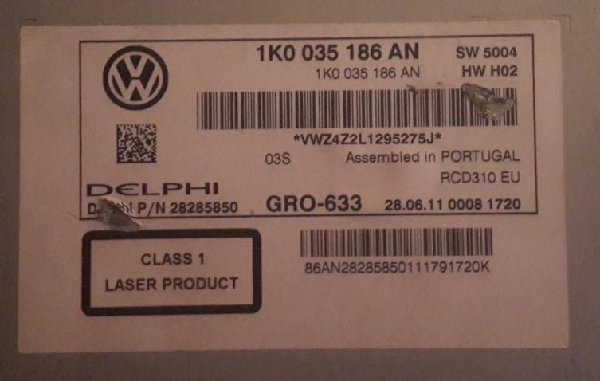 1K0 035 186 AN SW 5004
1K0 035 186 AN HW H02
*VWZ4Z2L1295275J*
03S Assembled in PORTUGAL
RCD310 EU
DELPHI
P/N 28285850 GRO-633 28.06.11 0008 1720
CLASS 1
LASER PRODUCT
86AN28285850111791720K